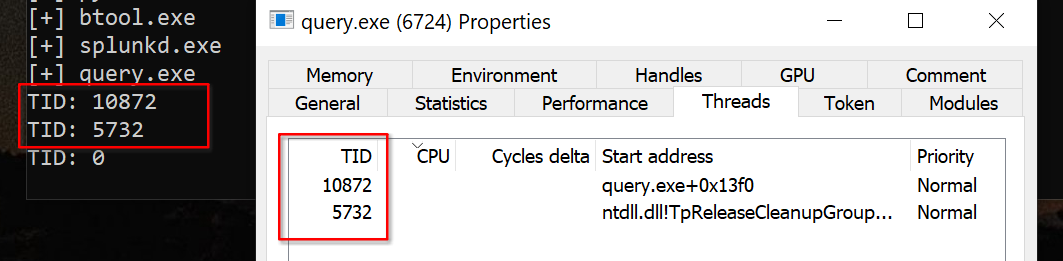 [+] btool.exe
[+] splunkd.exe
[+] query.exe
TID: 10872
TID: 5732
TID: 0
query.exe (6724) Properties
Memory Environment Handles GPU Comment
General Statistics Performance Threads Token Modules
TID CPU Cycles delta Start address Priority
10872 query.exe+0x13f0 Normal
5732 ntdll.dll!TpReleaseCleanupGroup... Normal